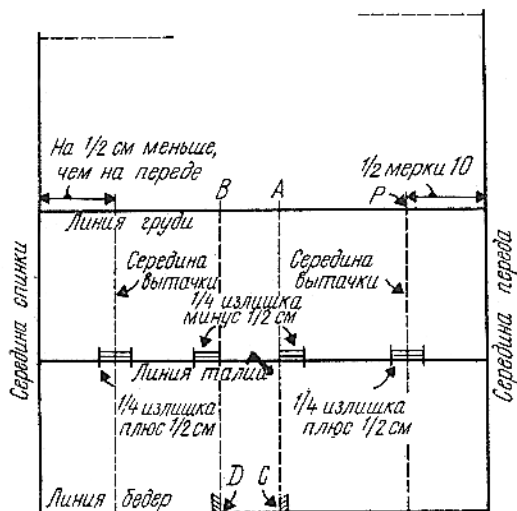 На 1/2 см меньше,
чем на переде
B
A
1/2 мерки 10
P
Линия груди
Середина спинки
Середина
вытачки
1/4 излишка
минус 1/2 см
Середина
вытачки
Середина переда
Линия талии
1/4 излишка
плюс 1/2 см
1/4 излишка
плюс 1/2 см
Линия бедер
D
C